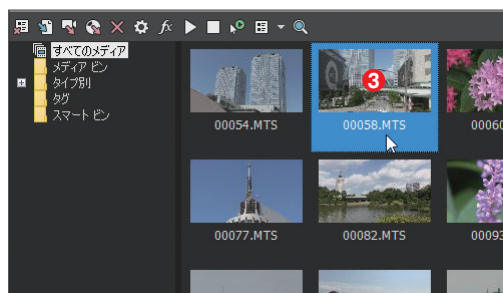 fx
すべてのメディア
メディア ビン
タイプ別
タグ
スマート ビン
3
00054.MTS
00058.MTS
0006
00077.MTS
00082.MTS
00093